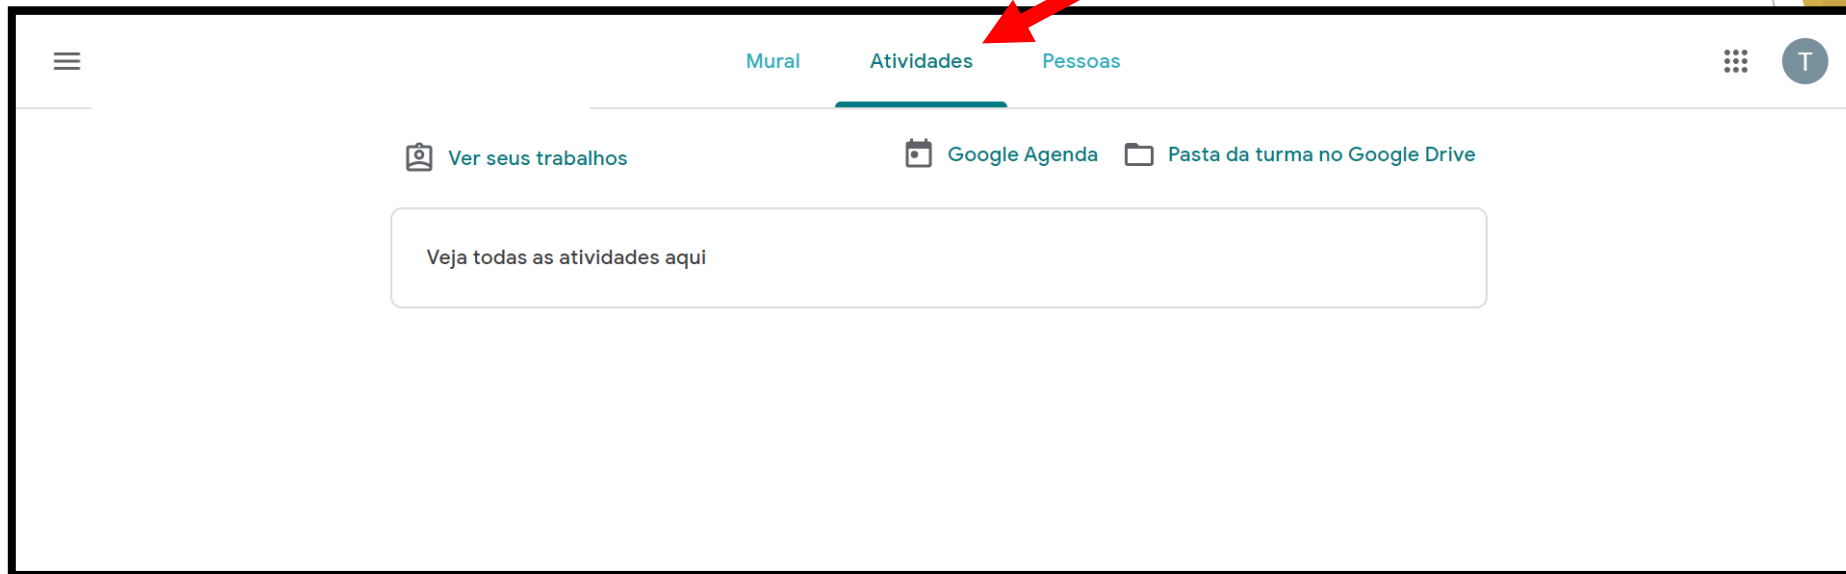 Mural Atividades Pessoas T
Ver seus trabalhos Google Agenda Pasta da turma no Google Drive
Veja todas as atividades aqui